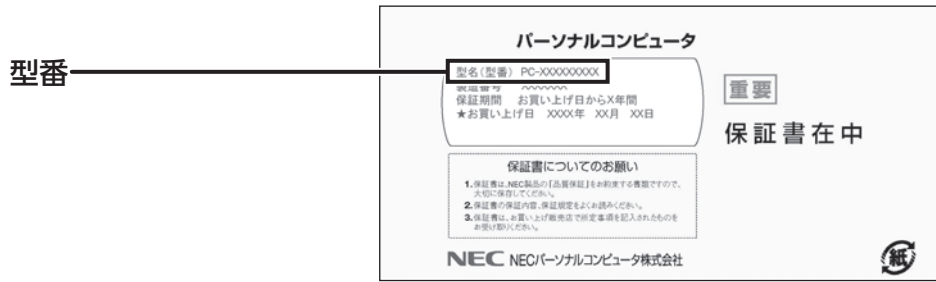 型番
パーソナルコンピュータ
型名(型番) PC-XXXXXXXXX
製造番号 XXXXXXX
保証期間 お買い上げ日からX年間
★お買い上げ日 XXXX年 XX月 XX日
重要
保証書在中
保証書についてのお願い
1.保証書は、NEC製品の「品質保証」をお約束する書類ですので、
大切に保存してください。
2.保証書の保証内容、保証規定をよくお読みください。
3.保証書は、お買い上げ販売店で所定事項を記入されたものを
お受け取りください。
NEC NECパーソナルコンピュータ株式会社
紙